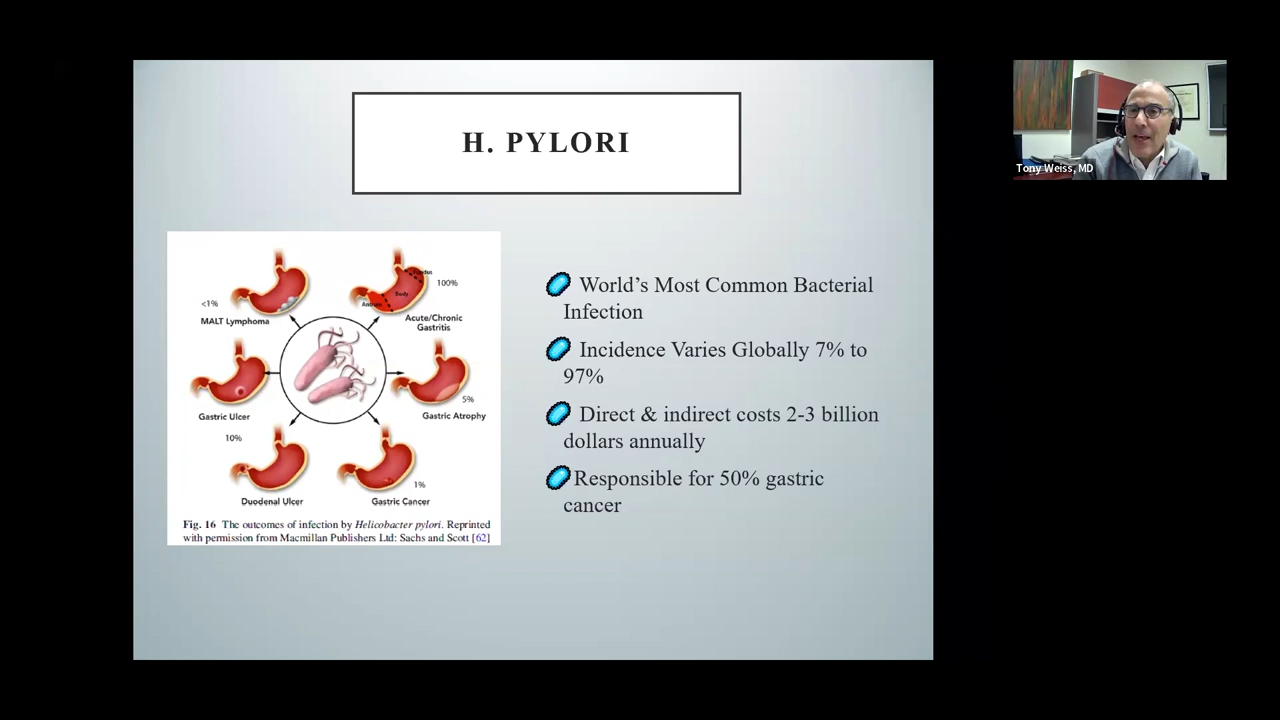 H. PYLORI
Tony Weiss, MD
<1%
MALT Lymphoma
Fundus
Body
Antrum
100%
Acute/Chronic
Gastritis
Gastric Ulcer
5%
Gastric Atrophy
10%
Duodenal Ulcer
1%
Gastric Cancer
Fig. 16 The outcomes of infection by Helicobacter pylori. Reprinted
with permission from Macmillan Publishers Ltd: Sachs and Scott [62]
World’s Most Common Bacterial
Infection
Incidence Varies Globally 7% to
97%
Direct & indirect costs 2-3 billion
dollars annually
Responsible for 50% gastric
cancer